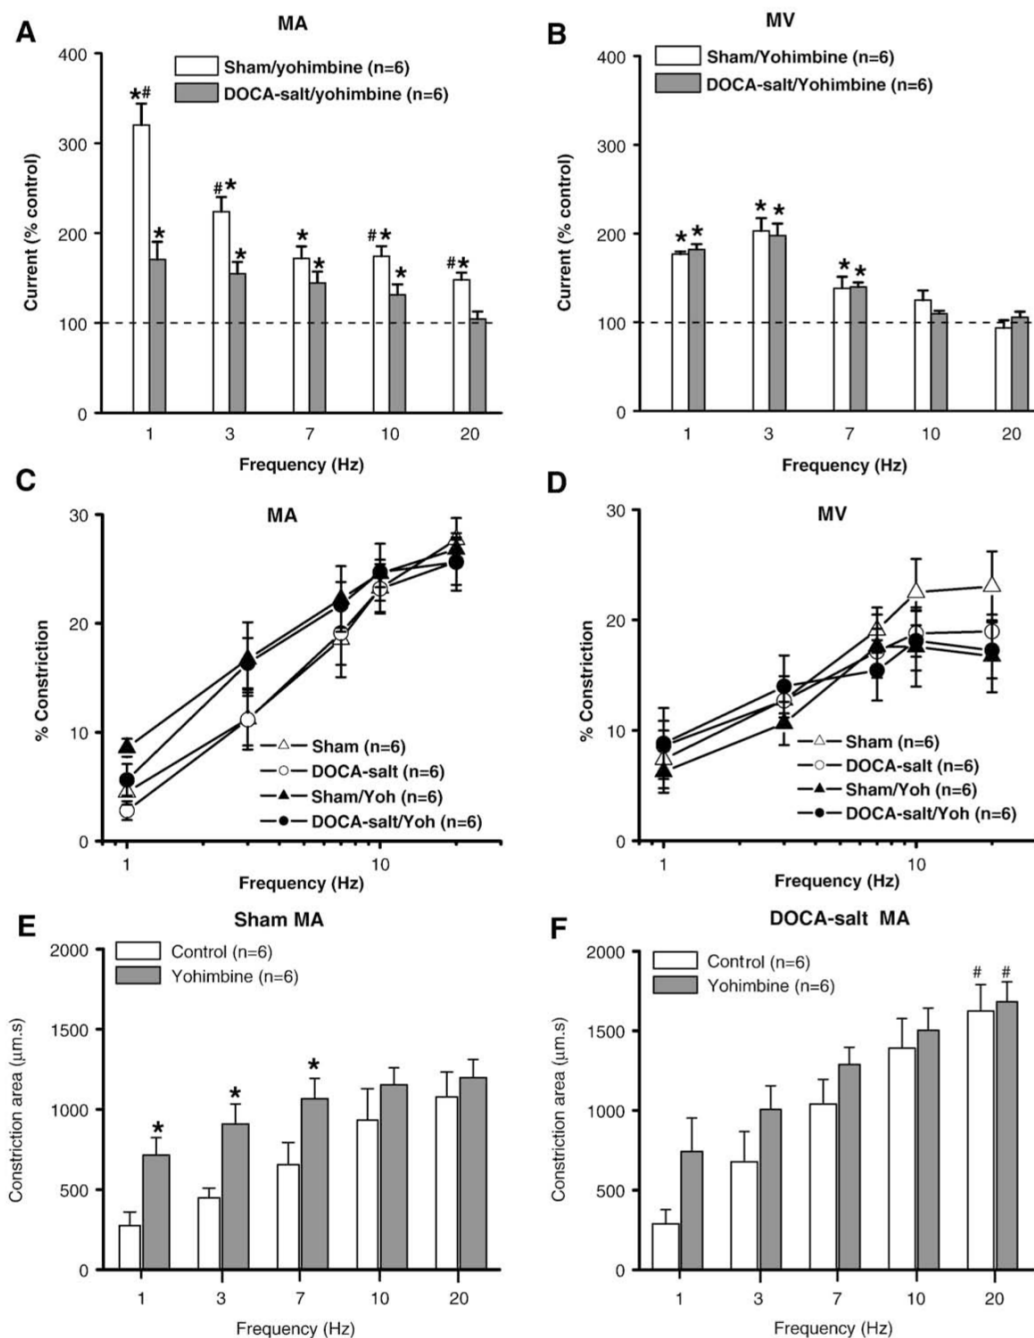 A
MA
400
300
200
100
0
Current (% control)
Sham/yohimbine (n=6)
DOCA-salt/yohimbine (n=6)
*#
*
#*
*
*
*
#*
*
#*
1 3 7 10 20
Frequency (Hz)
B
MV
400
300
200
100
0
Current (% control)
Sham/Yohimbine (n=6)
DOCA-salt/Yohimbine (n=6)
* *
* *
* *
1 3 7 10 20
Frequency (Hz)
C
MA
30
20
10
0
% Constriction
Sham (n=6)
DOCA-salt (n=6)
Sham/Yoh (n=6)
DOCA-salt/Yoh (n=6)
1 10
Frequency (Hz)
D
MV
30
20
10
0
% Constriction
Sham (n=6)
DOCA-salt (n=6)
Sham/Yoh (n=6)
DOCA-salt/Yoh (n=6)
1 10
Frequency (Hz)
E
Sham MA
2000
1500
1000
500
0
Constriction area (μm.s)
Control (n=6)
Yohimbine (n=6)
*
*
*
1 3 7 10 20
Frequency (Hz)
F
DOCA-salt MA
2000
1500
1000
500
0
Constriction area (μm.s)
Control (n=6)
Yohimbine (n=6)
# #
1 3 7 10 20
Frequency (Hz)